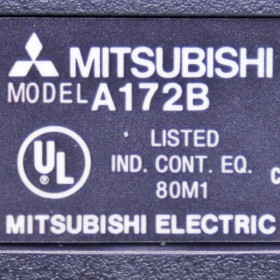 MITSUBISHI
MODEL A172B
UL
LISTED
IND. CONT. EQ.
80M1
C
MITSUBISHI ELECTRIC